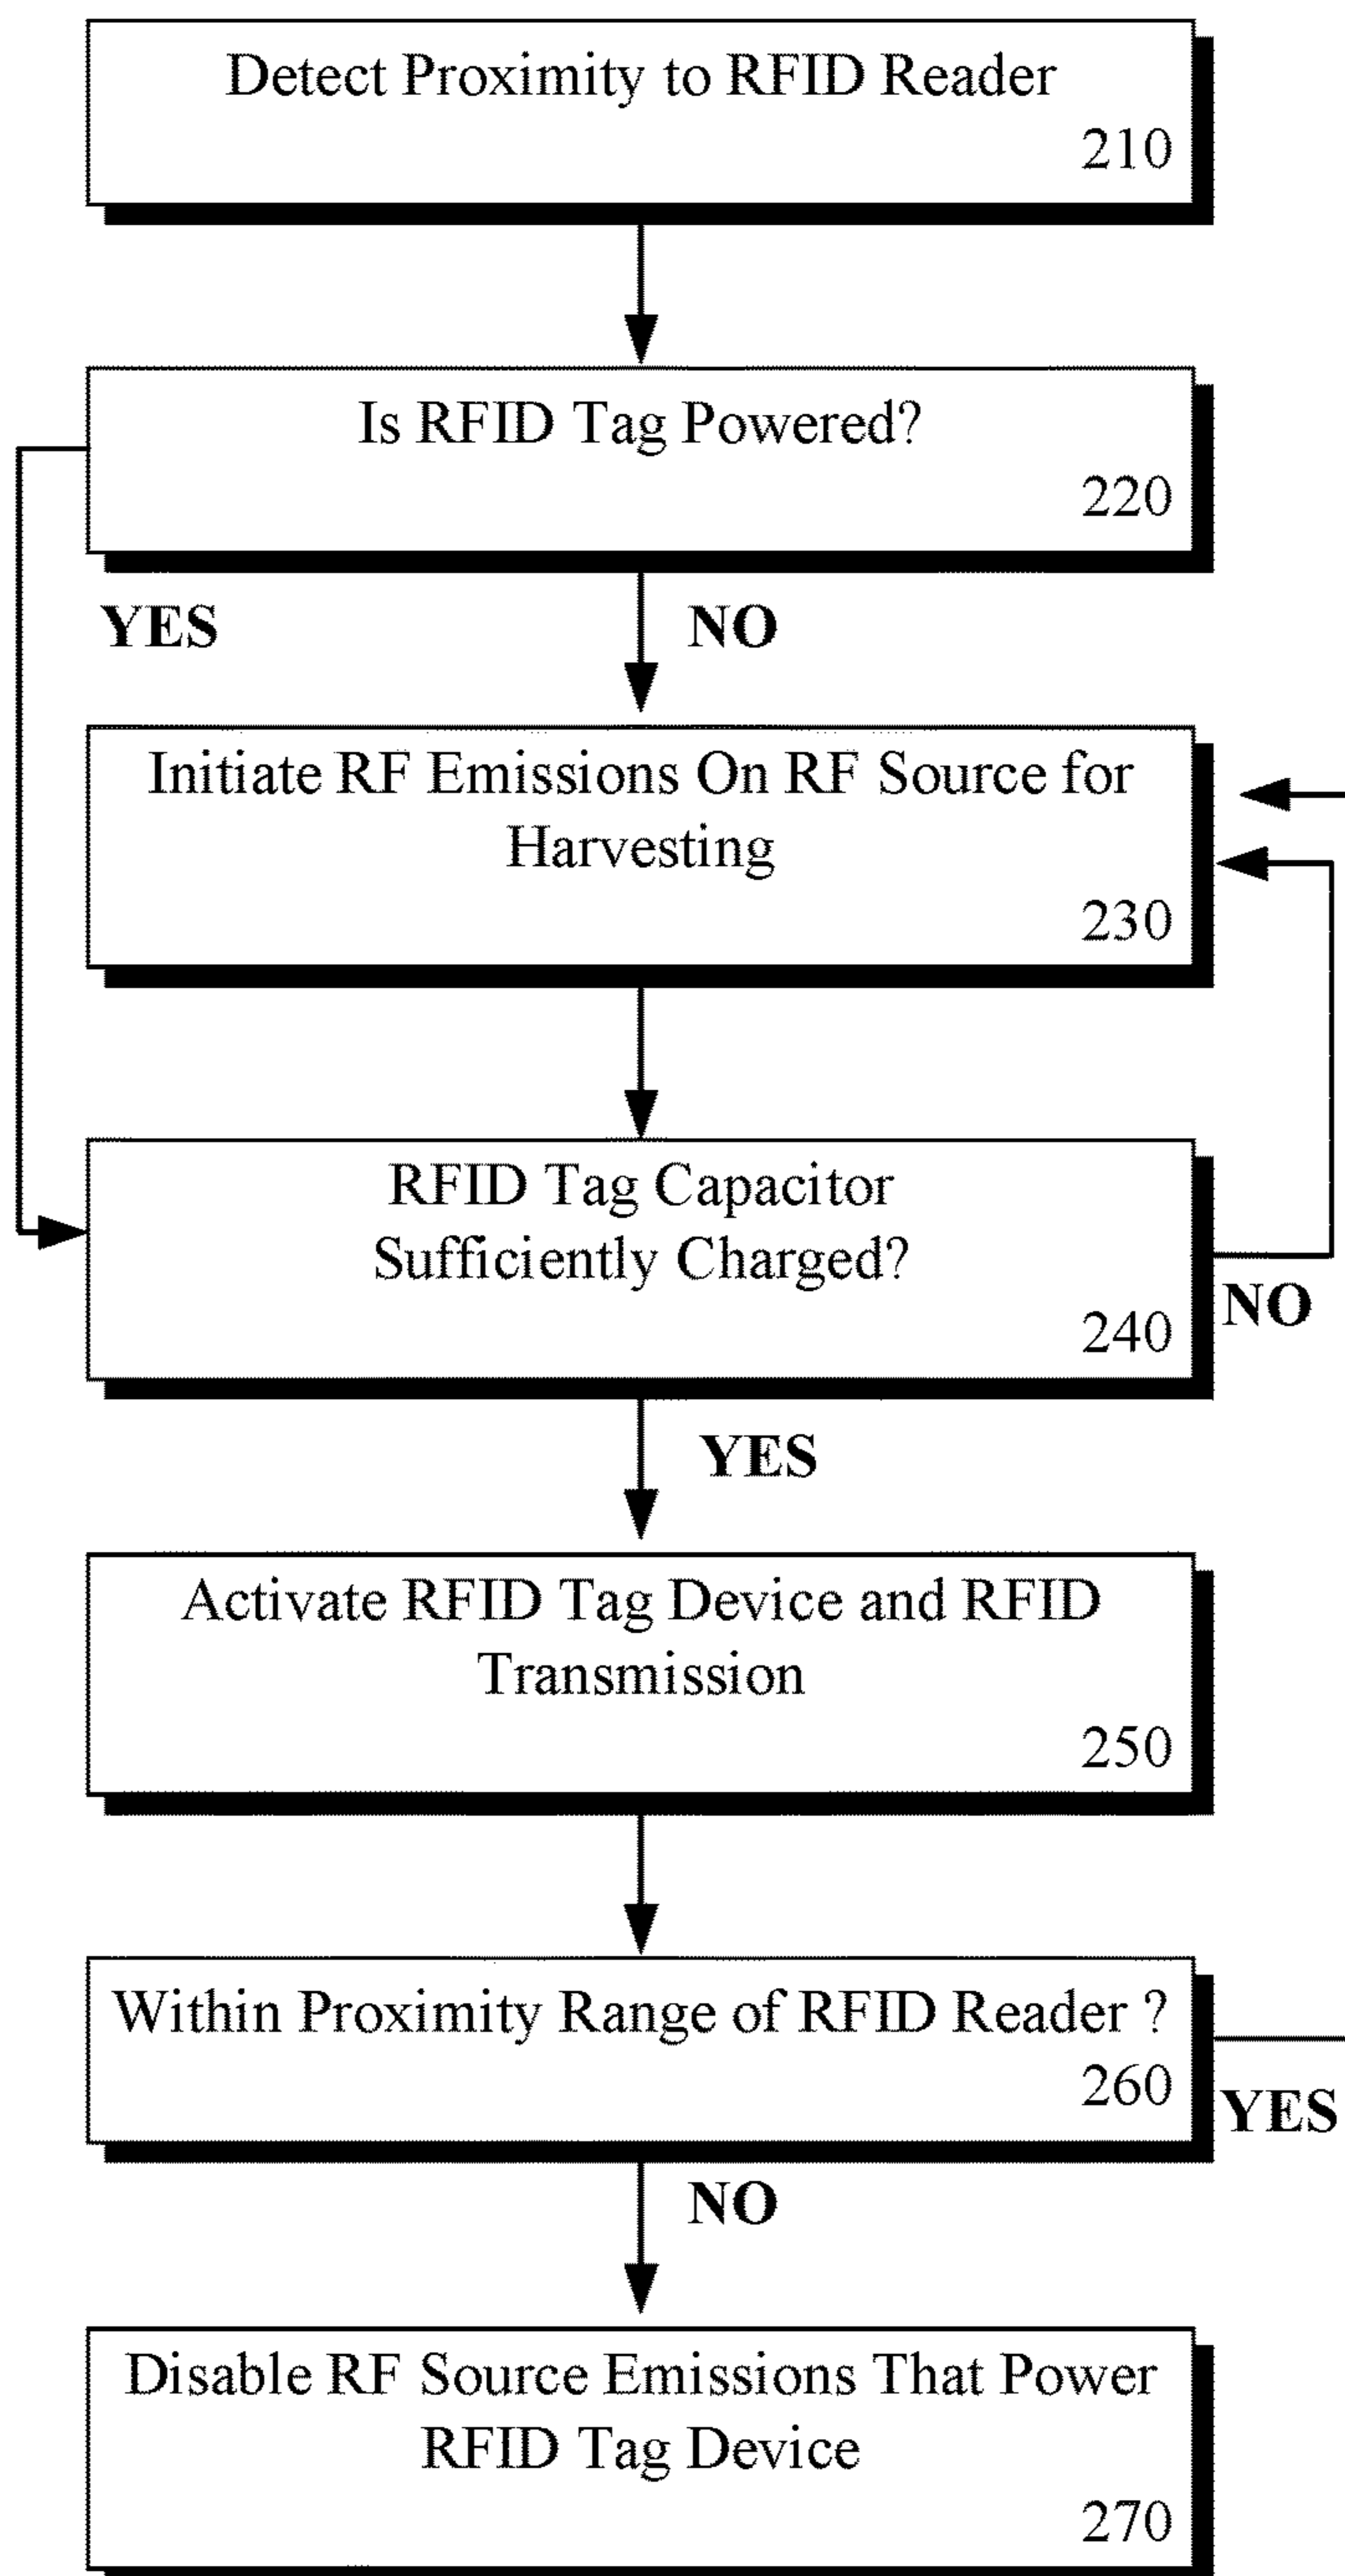 Detect Proximity to RFID Reader
210
Is RFID Tag Powered?
220
YES
NO
Initiate RF Emissions On RF Source for
Harvesting
230
RFID Tag Capacitor
Sufficiently Charged?
240
NO
YES
Activate RFID Tag Device and RFID
Transmission
250
Within Proximity Range of RFID Reader ?
260
YES
NO
Disable RF Source Emissions That Power
RFID Tag Device
270